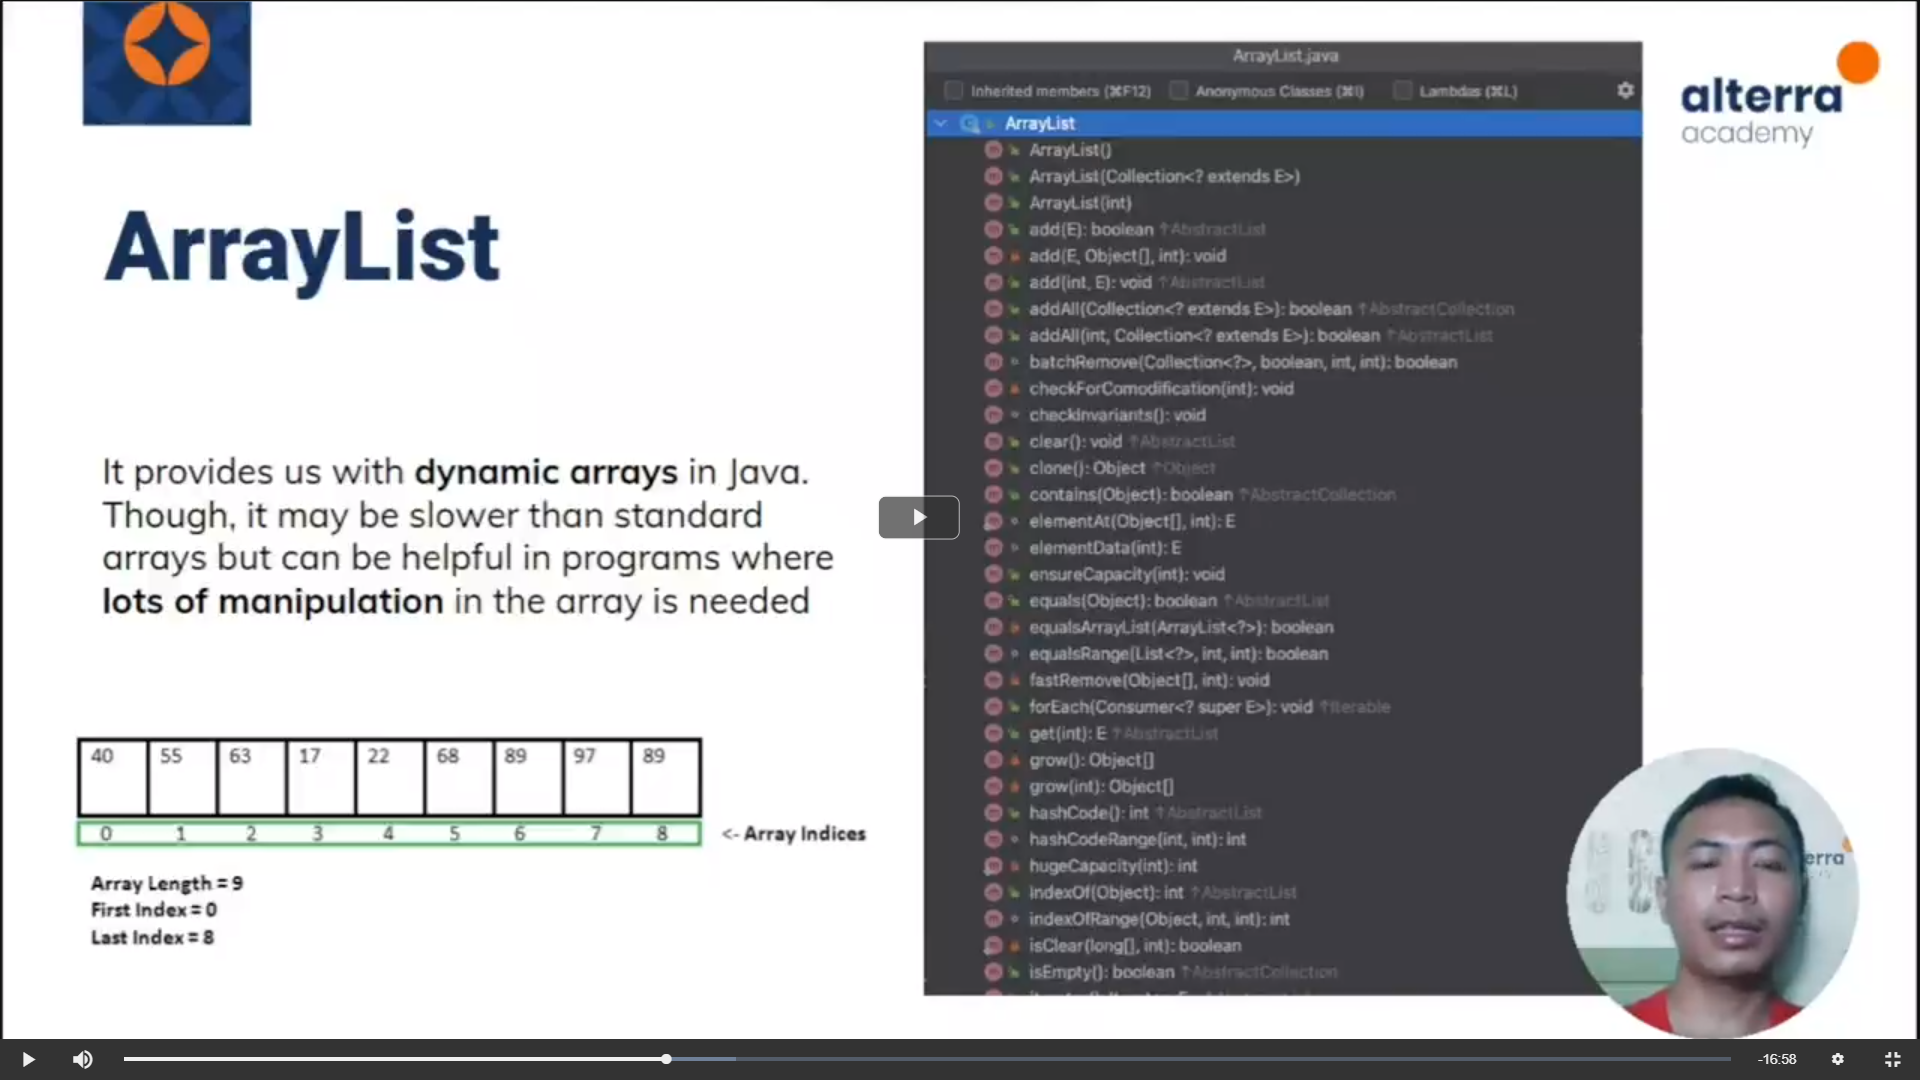 ArrayList
It provides us with dynamic arrays in Java.
Though, it may be slower than standard
arrays but can be helpful in programs where
lots of manipulation in the array is needed
40 55 63 17 22 68 89 97 89
0 1 2 3 4 5 6 7 8 <- Array Indices
Array Length = 9
First Index = 0
Last Index = 8
ArrayList.java
Inherited members (⌘F12) Anonymous Classes (⌘I) Lambdas (⌘L)
ArrayList
ArrayList()
ArrayList(Collection<? extends E>)
ArrayList(int)
add(E): boolean ↑AbstractList
add(E, Object[], int): void
add(int, E): void ↑AbstractList
addAll(Collection<? extends E>): boolean ↑AbstractCollection
addAll(int, Collection<? extends E>): boolean ↑AbstractList
batchRemove(Collection<?>, boolean, int, int): boolean
checkForComodification(int): void
checkInvariants(): void
clear(): void ↑AbstractList
clone(): Object ↑Object
contains(Object): boolean ↑AbstractCollection
elementAt(Object[], int): E
elementData(int): E
ensureCapacity(int): void
equals(Object): boolean ↑AbstractList
equalsArrayList(ArrayList<?>): boolean
equalsRange(List<?>, int, int): boolean
fastRemove(Object[], int): void
forEach(Consumer<? super E>): void ↑Iterable
get(int): E ↑AbstractList
grow(): Object[]
grow(int): Object[]
hashCode(): int ↑AbstractList
hashCodeRange(int, int): int
hugeCapacity(int): int
indexOf(Object): int ↑AbstractList
indexOfRange(Object, int, int): int
isClear(long[], int): boolean
isEmpty(): boolean ↑AbstractCollection
alterra
academy
erra
-16:58